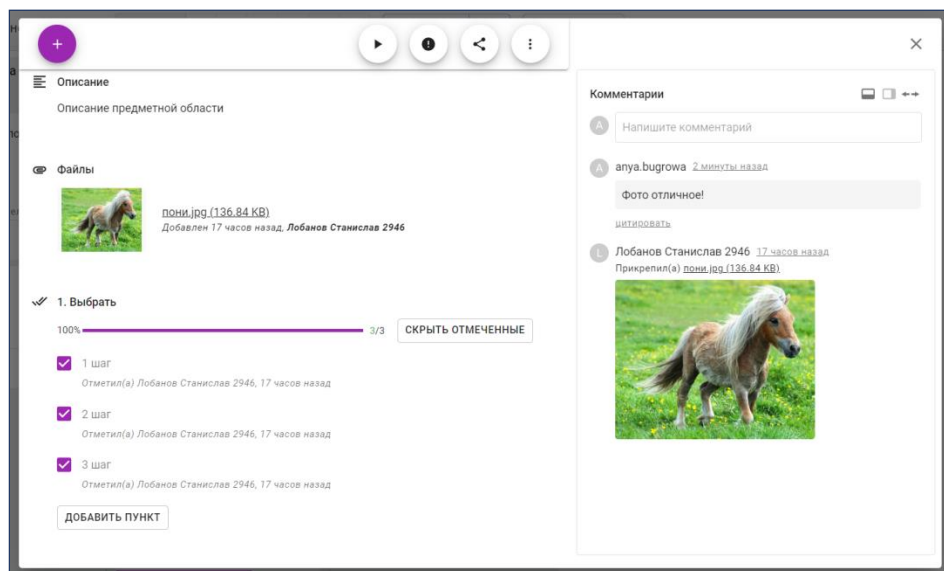 Описание
Описание предметной области
Файлы
пони.jpg (136.84 KB)
Добавлен 17 часов назад, Лобанов Станислав 2946
1. Выбрать
100% 3/3 СКРЫТЬ ОТМЕЧЕННЫЕ
1 шаг
Отметил(а) Лобанов Станислав 2946, 17 часов назад
2 шаг
Отметил(а) Лобанов Станислав 2946, 17 часов назад
3 шаг
Отметил(а) Лобанов Станислав 2946, 17 часов назад
ДОБАВИТЬ ПУНКТ
Комментарии
A Напишите комментарий
A anya.bugrowa 2 минуты назад
Фото отличное!
цитировать
L Лобанов Станислав 2946 17 часов назад
Прикрепил(а) пони.jpg (136.84 KB)